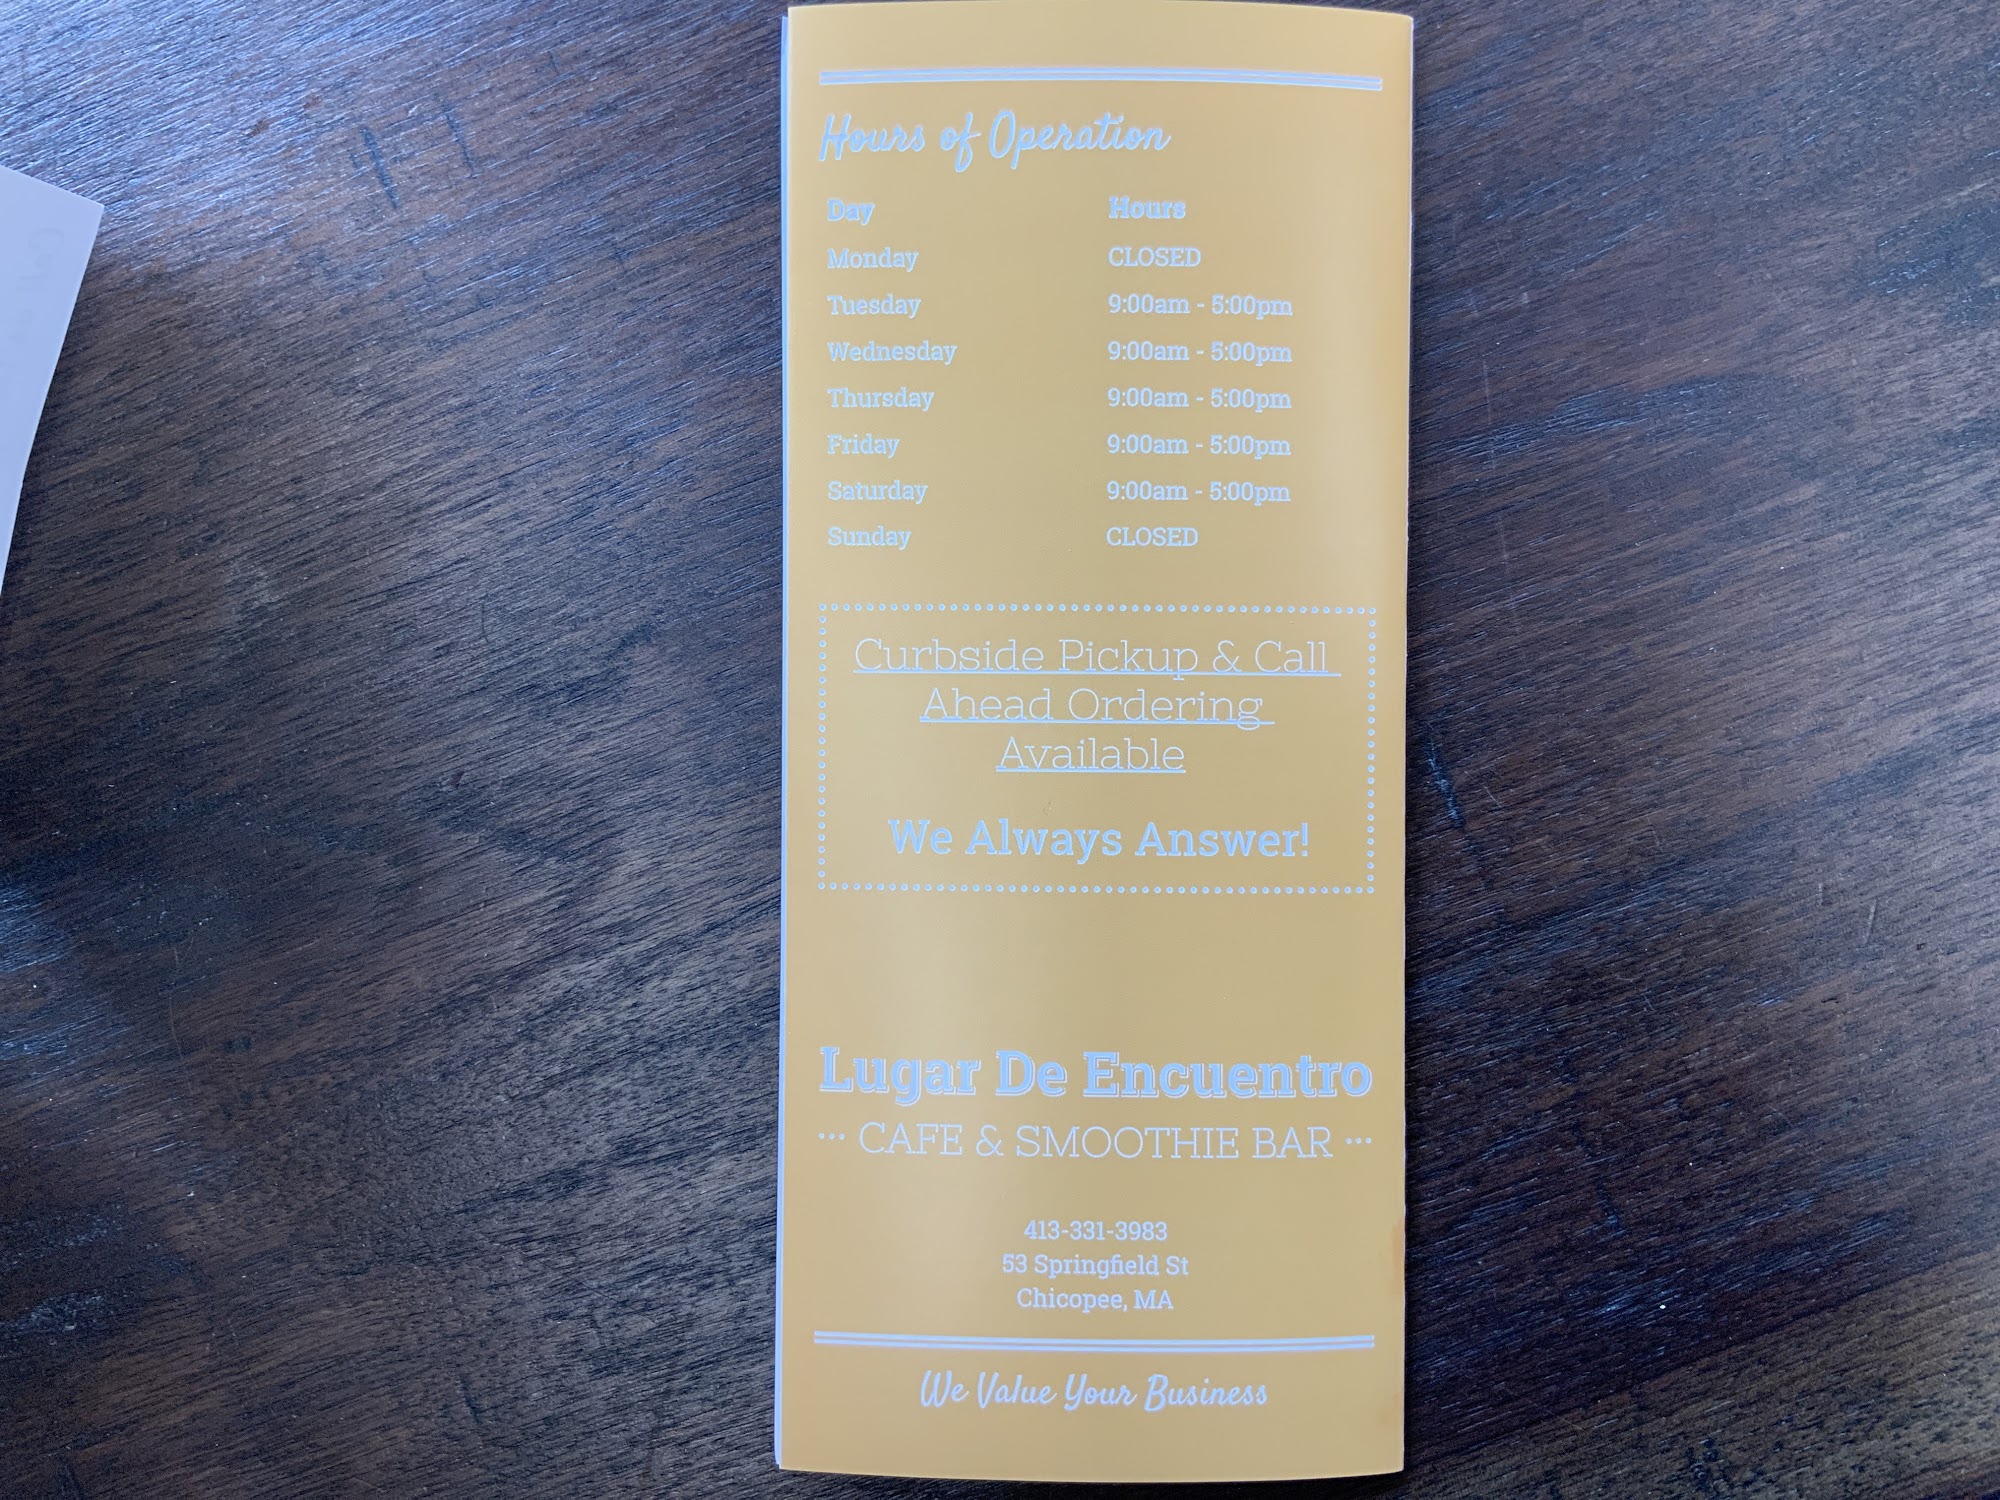 Hours of Operation
Day Hours
Monday CLOSED
Tuesday 9:00am - 5:00pm
Wednesday 9:00am - 5:00pm
Thursday 9:00am - 5:00pm
Friday 9:00am - 5:00pm
Saturday 9:00am - 5:00pm
Sunday CLOSED
Curbside Pickup & Call
Ahead Ordering
Available
We Always Answer!
Lugar De Encuentro
··· CAFE & SMOOTHIE BAR ···
413-331-3983
53 Springfield St
Chicopee, MA
We Value Your Business